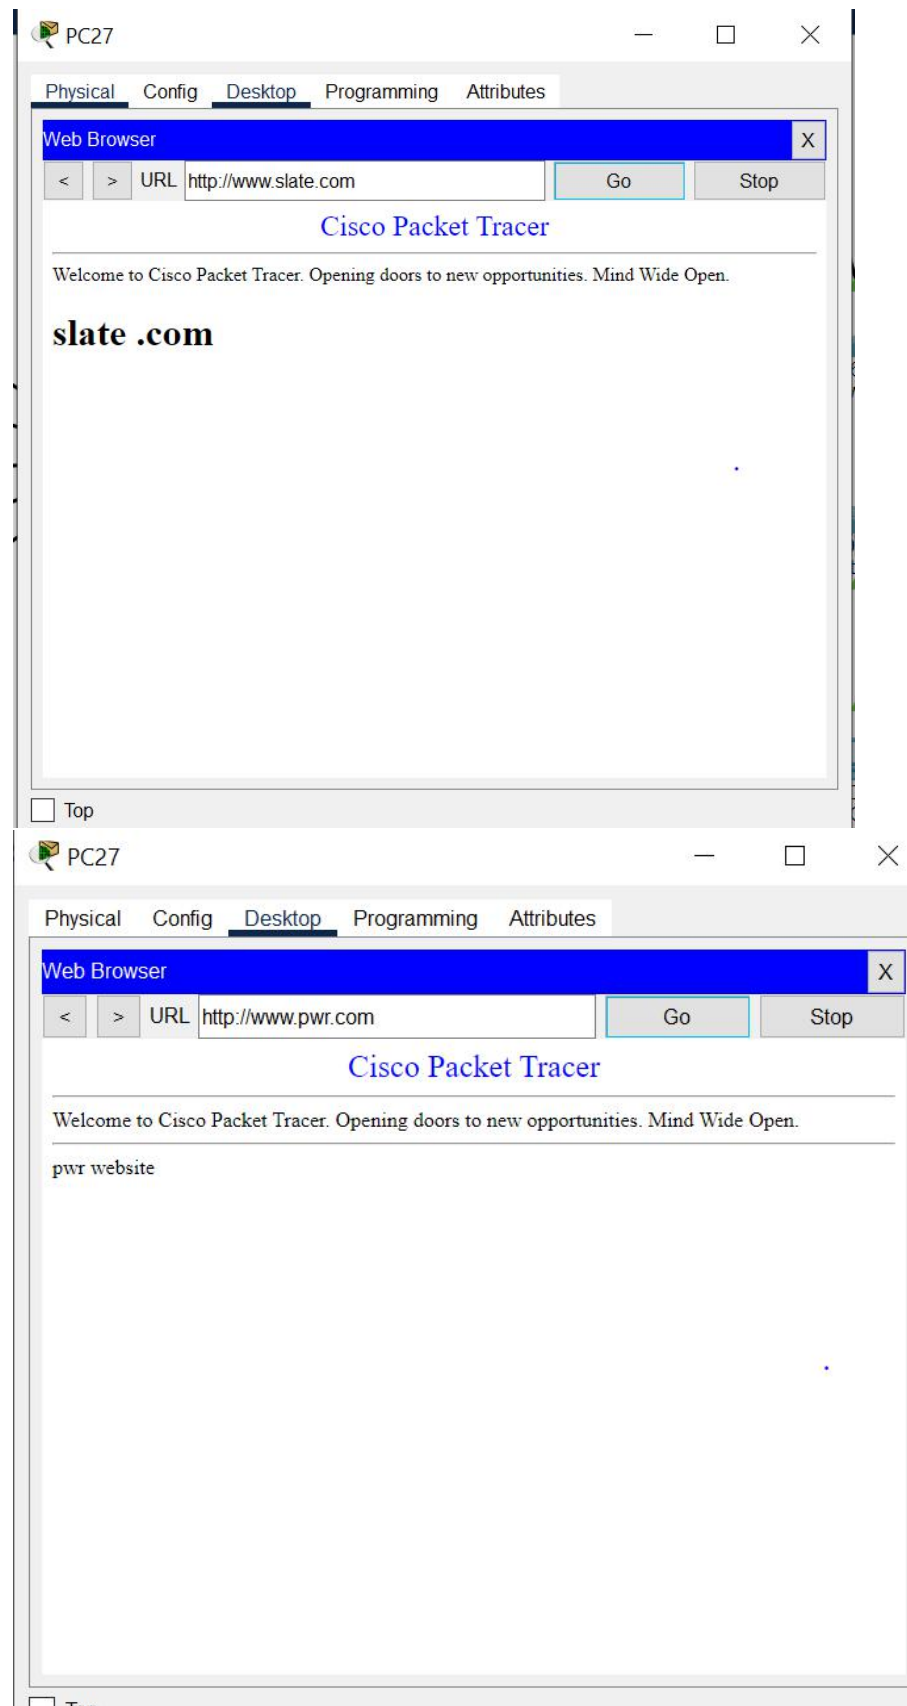 PC27
Physical Config Desktop Programming Attributes
Web Browser X
< > URL http://www.slate.com Go Stop
Cisco Packet Tracer
Welcome to Cisco Packet Tracer. Opening doors to new opportunities. Mind Wide Open.
slate .com
Top
PC27
Physical Config Desktop Programming Attributes
Web Browser X
< > URL http://www.pwr.com Go Stop
Cisco Packet Tracer
Welcome to Cisco Packet Tracer. Opening doors to new opportunities. Mind Wide Open.
pwr website